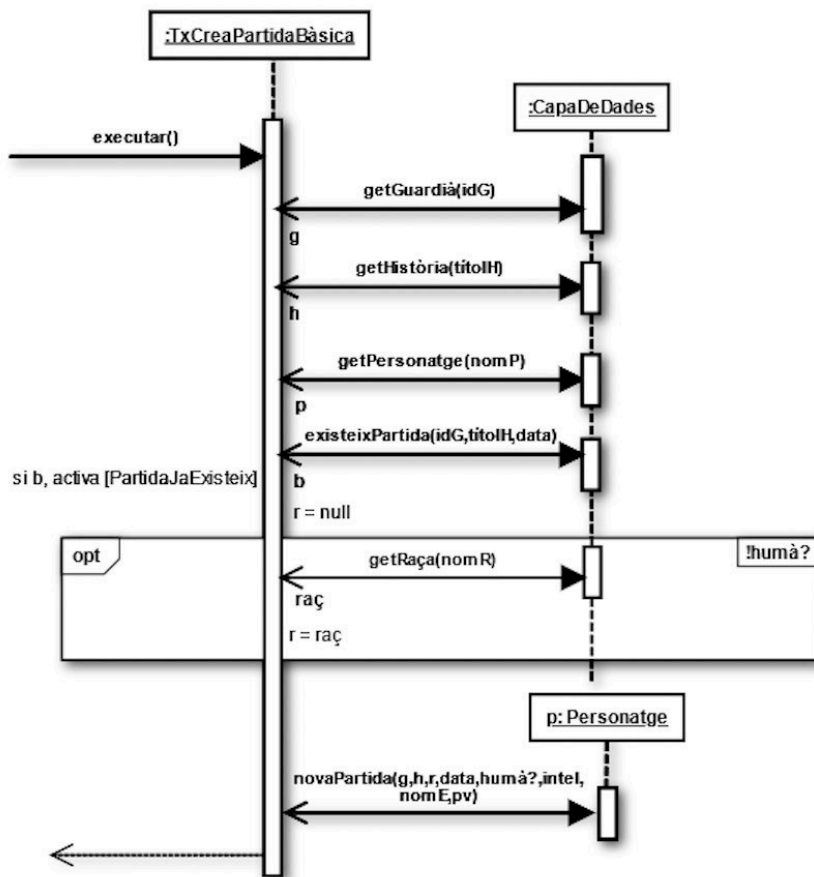 :TxCreaPartidaBàsica
:CapaDeDades
executar()
getGuardià(idG)
g
getHistòria(títolH)
h
getPersonatge(nomP)
p
existeixPartida(idG,títolH,data)
si b, activa [PartidaJaExisteix]
b
r = null
opt
!humà?
getRaça(nomR)
raç
r = raç
p: Personatge
novaPartida(g,h,r,data,humà?,intel,
nomE,pv)